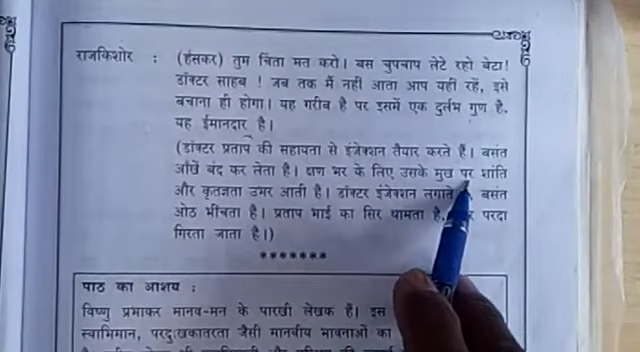 राजकिशोर : (हंसकर) तुम चिंता मत करो। बस चुपचाप लेटे रहो बेटा!
डॉक्टर साहब ! जब तक मैं नहीं आता आप यहीं रहें, इसे
बचाना ही होगा। यह गरीब है पर इसमें एक दुर्लभ गुण है,
यह ईमानदार है।
(डॉक्टर प्रताप की सहायता से इंजेक्शन तैयार करते हैं। बसंत
आँखें बंद कर लेता है। क्षण भर के लिए उसके मुख पर शांति
और कृतज्ञता उभर आती है। डॉक्टर इंजेक्शन लगाते बसंत
ओठ भींचता है। प्रताप भाई का सिर थामता है, परदा
गिरता जाता है।)
*******
पाठ का आशय :
विष्णु प्रभाकर मानव-मन के पारखी लेखक हैं। इस
स्वाभिमान, परदुःखकातरता जैसी मानवीय भावनाओं का